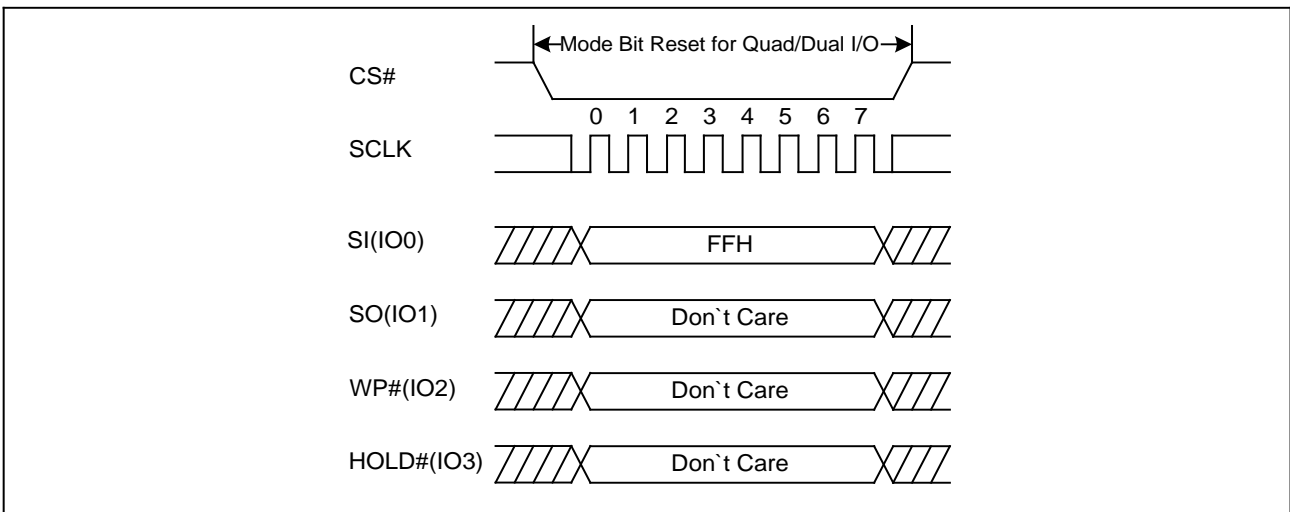 Mode Bit Reset for Quad/Dual I/O
CS#
0 1 2 3 4 5 6 7
SCLK
SI(IO0) FFH
SO(IO1) Don`t Care
WP#(IO2) Don`t Care
HOLD#(IO3) Don`t Care